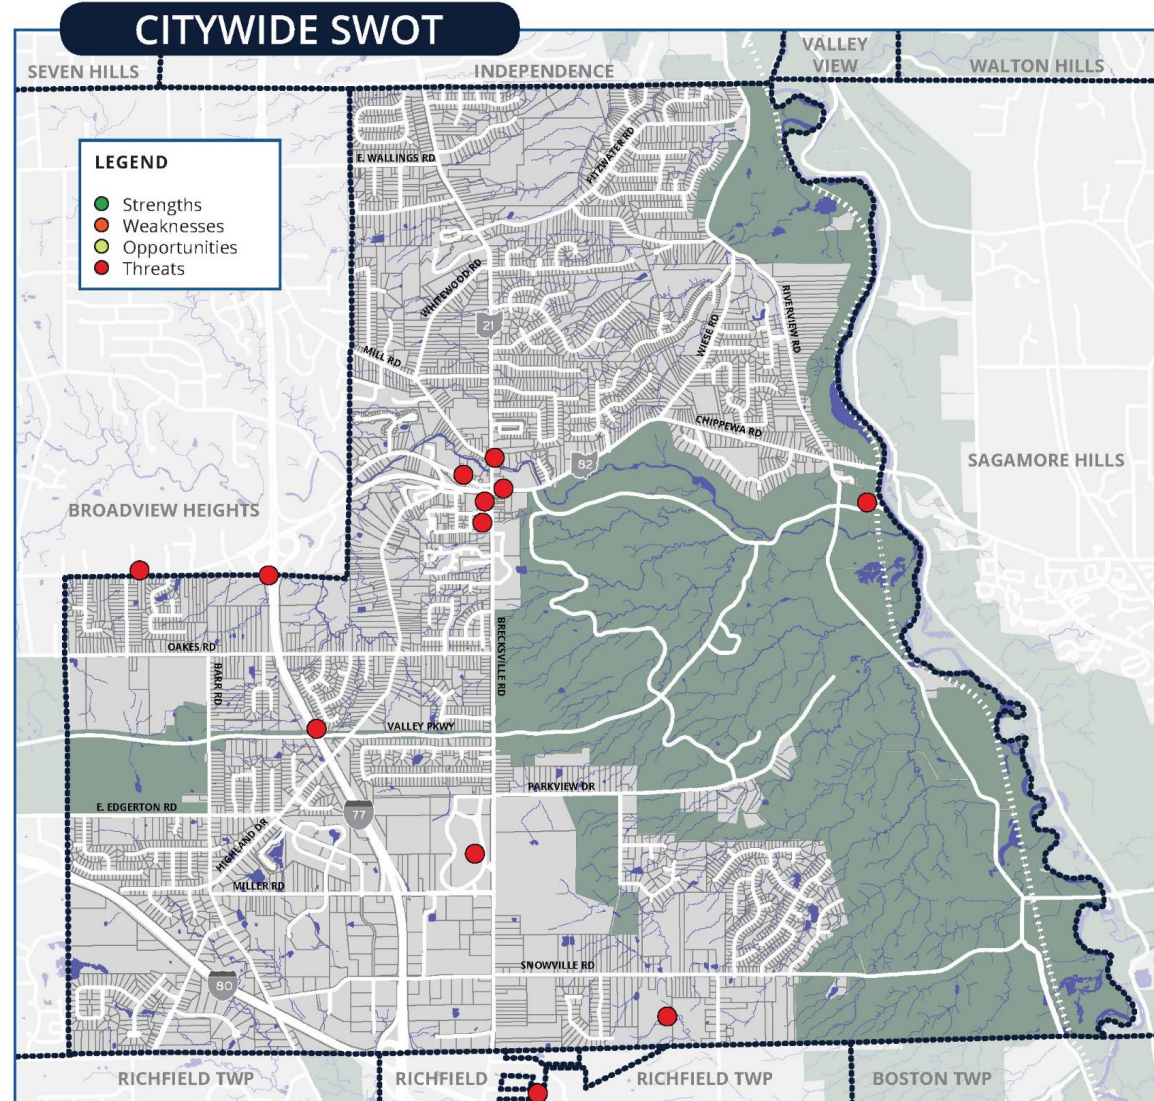 CITYWIDE SWOT
SEVEN HILLS
INDEPENDENCE
VALLEY
VIEW
WALTON HILLS
LEGEND
Strengths
Weaknesses
Opportunities
Threats
E. WALLINGS RD
FITZWATER RD
WHITEWOOD RD
21
RIVERVIEW RD
WIESE RD
MILL RD
CHIPPEWA RD
82
SAGAMORE HILLS
BROADVIEW HEIGHTS
OAKES RD
BARR RD
BRECKSVILLE RD
VALLEY PKWY
PARKVIEW DR
E. EDGERTON RD
77
HIGHLAND DR
MILLER RD
SNOWVILLE RD
80
RICHFIELD TWP
RICHFIELD
RICHFIELD TWP
BOSTON TWP